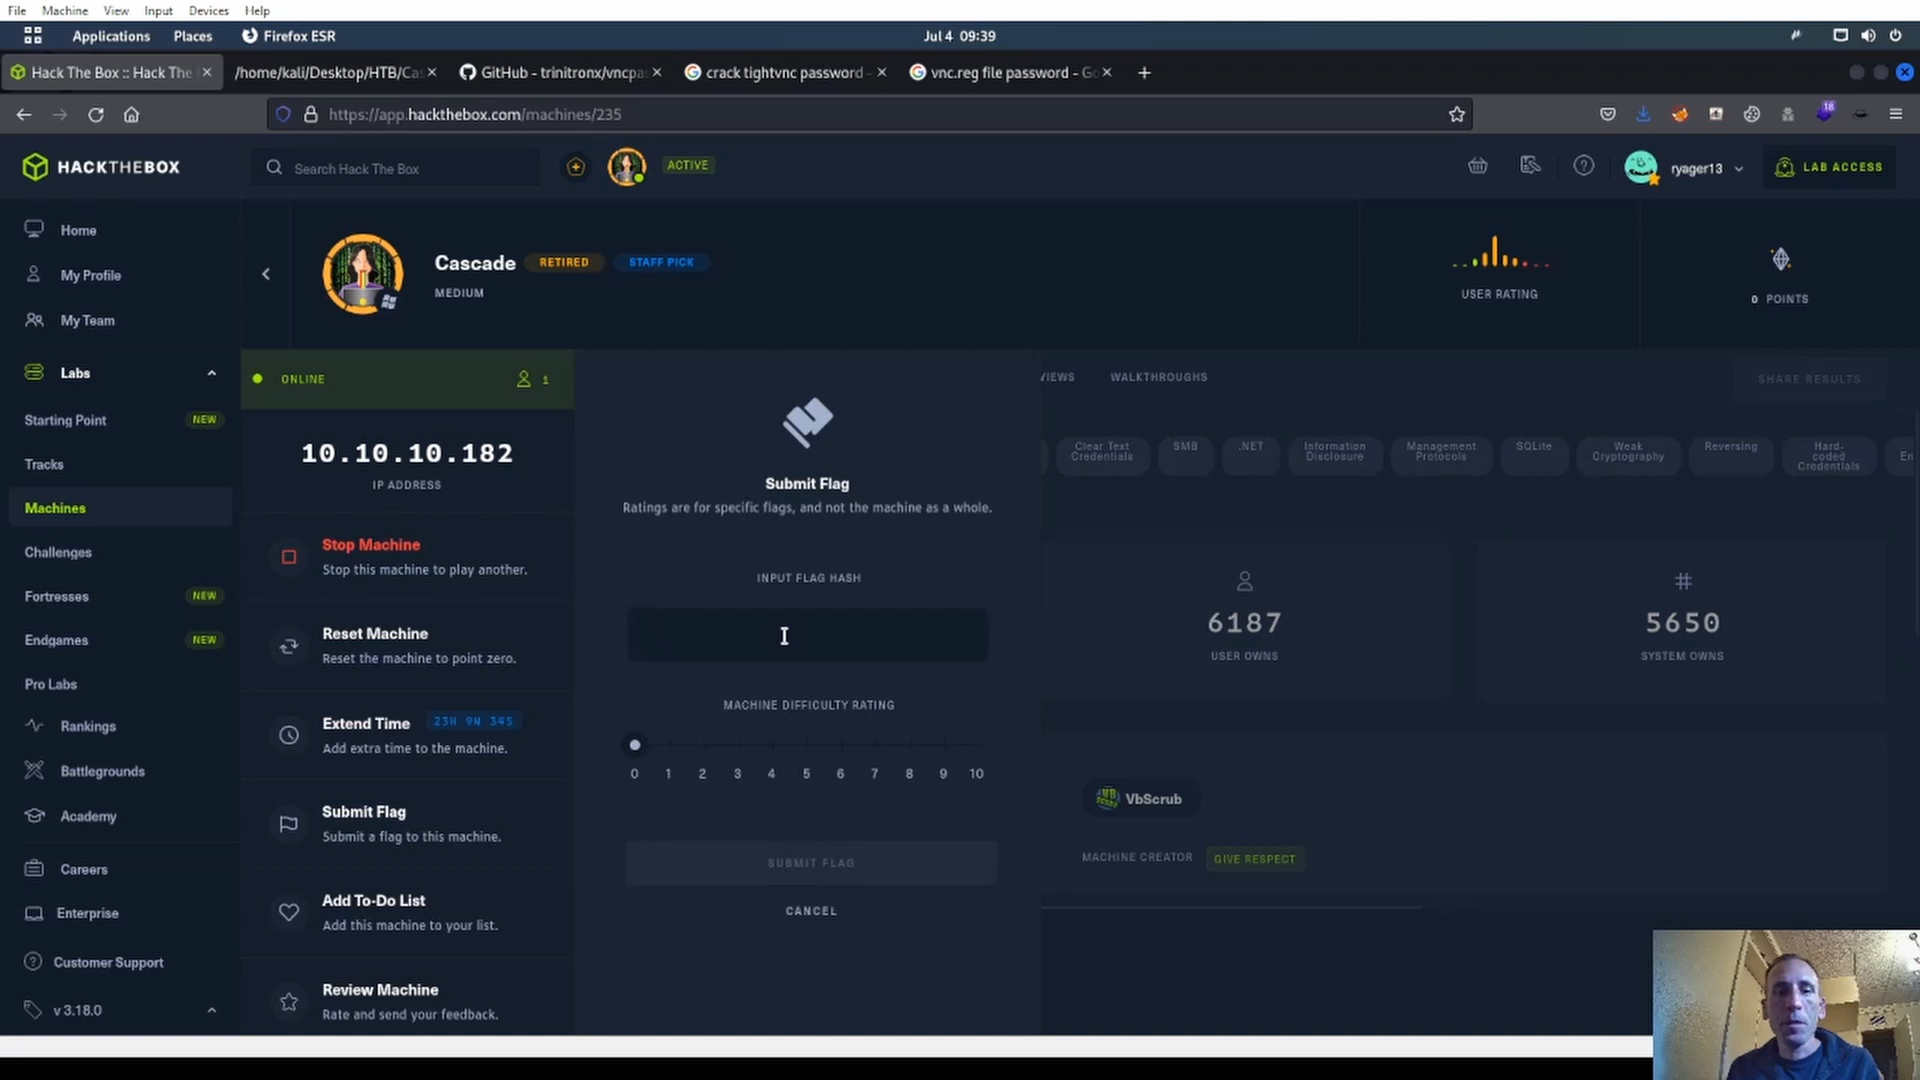 File Machine View Input Devices Help
Applications Places Firefox ESR Jul 4 09:39
Hack The Box :: Hack The /home/kali/Desktop/HTB/Cas GitHub - trinitronx/vncpa crack tightvnc password - vnc.reg file password - Go
https://app.hackthebox.com/machines/235 18
HACKTHEBOX Search Hack The Box ACTIVE ryager13 LAB ACCESS
Home
My Profile
My Team
Labs
Starting Point NEW
Tracks
Machines
Challenges
Fortresses NEW
Endgames NEW
Pro Labs
Rankings
Battlegrounds
Academy
Careers
Enterprise
Customer Support
v 3.18.0
Cascade RETIRED STAFF PICK
MEDIUM
USER RATING
0 POINTS
ONLINE 1
10.10.10.182
IP ADDRESS
Stop Machine
Stop this machine to play another.
Reset Machine
Reset the machine to point zero.
Extend Time 23H 9M 34S
Add extra time to the machine.
Submit Flag
Submit a flag to this machine.
Add To-Do List
Add this machine to your list.
Review Machine
Rate and send your feedback.
Submit Flag
Ratings are for specific flags, and not the machine as a whole.
INPUT FLAG HASH
MACHINE DIFFICULTY RATING
0 1 2 3 4 5 6 7 8 9 10
SUBMIT FLAG
CANCEL
VIEWS WALKTHROUGHS SHARE RESULTS
Clear Text Credentials
SMB
.NET
Information Disclosure
Management Protocols
SQLite
Weak Cryptography
Reversing
Hard-coded Credentials
En
6187
USER OWNS
5650
SYSTEM OWNS
VbScrub
MACHINE CREATOR GIVE RESPECT